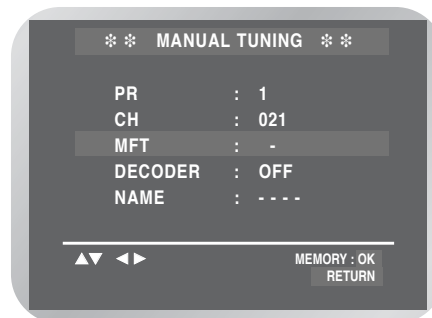 ❇ ❇ MANUAL TUNING ❇ ❇
PR : 1
CH : 021
MFT : -
DECODER : OFF
NAME : - - - -
▲▼ ◀ ▶ MEMORY : OK
RETURN